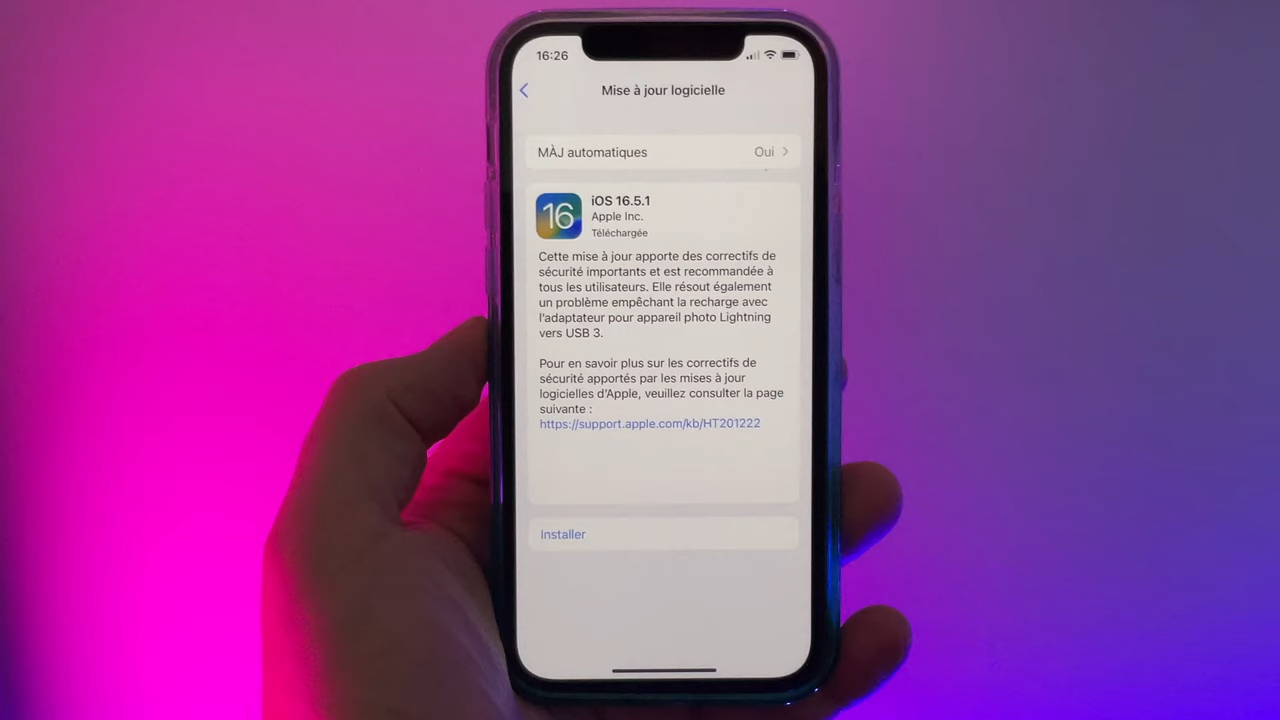 16:26
Mise à jour logicielle
MÀJ automatiques Oui
16
iOS 16.5.1
Apple Inc.
Téléchargée
Cette mise à jour apporte des correctifs de
sécurité importants et est recommandée à
tous les utilisateurs. Elle résout également
un problème empêchant la recharge avec
l'adaptateur pour appareil photo Lightning
vers USB 3.
Pour en savoir plus sur les correctifs de
sécurité apportés par les mises à jour
logicielles d'Apple, veuillez consulter la page
suivante :
https://support.apple.com/kb/HT201222
Installer